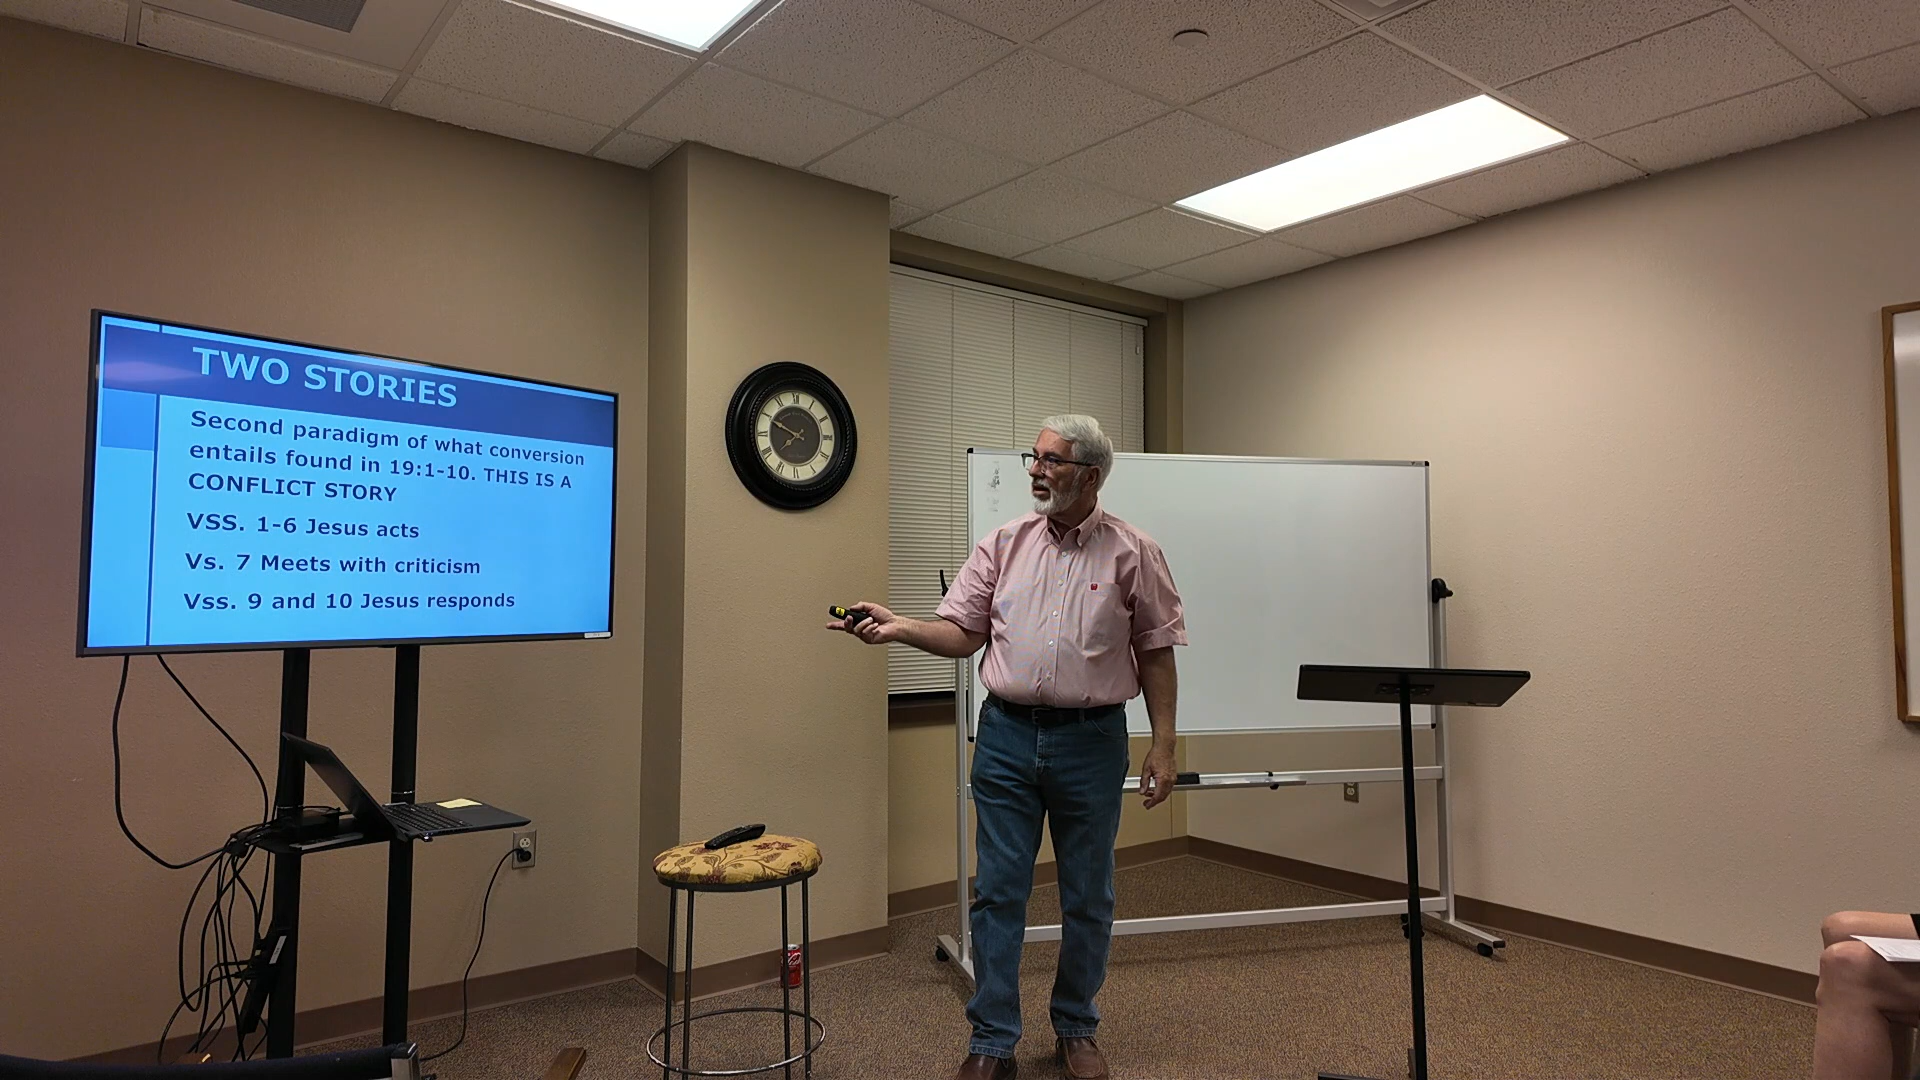 TWO STORIES
Second paradigm of what conversion
entails found in 19:1-10. THIS IS A
CONFLICT STORY
VSS. 1-6 Jesus acts
Vs. 7 Meets with criticism
Vss. 9 and 10 Jesus responds